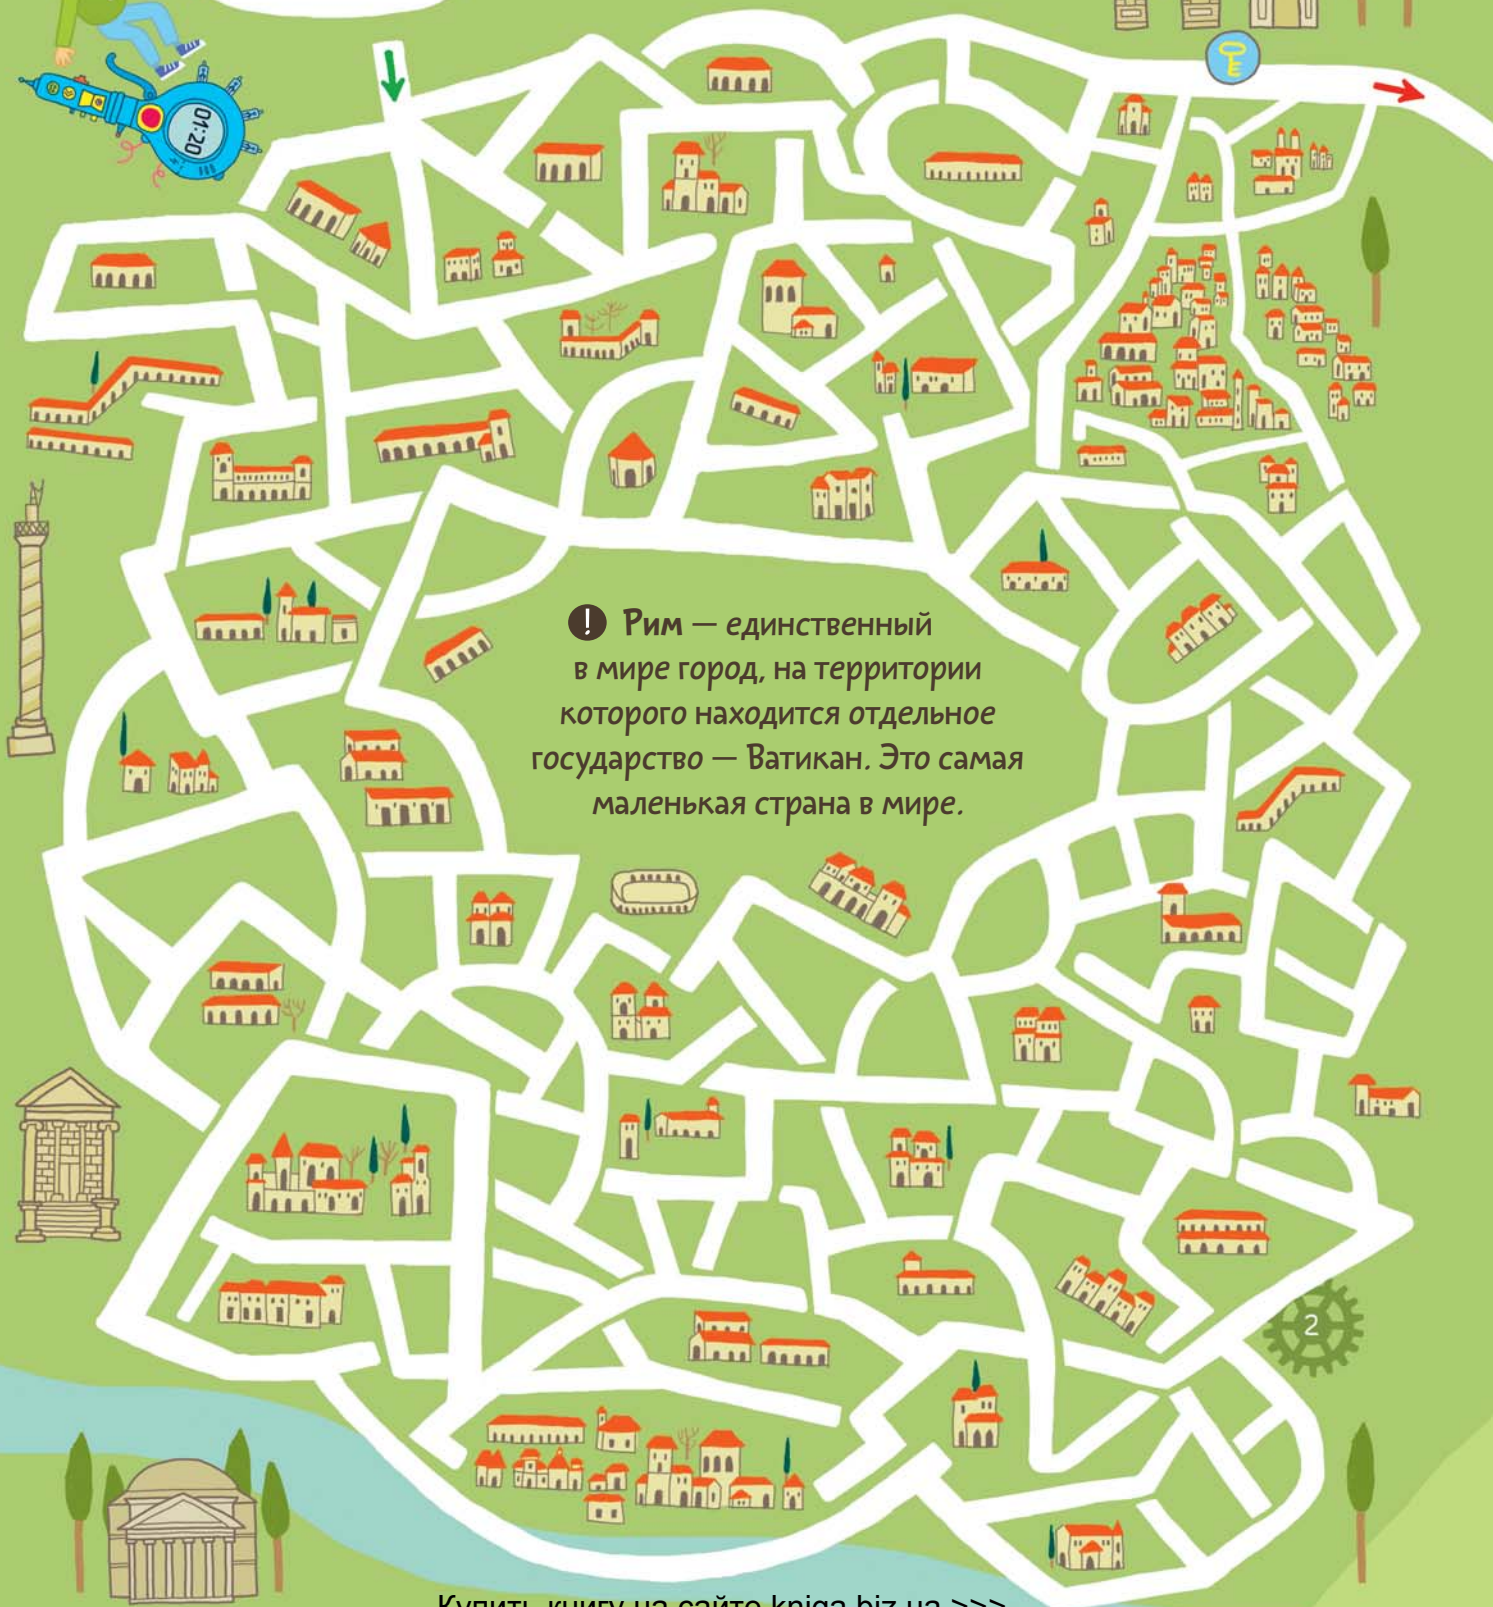 01:20
! Рим — единственный
в мире город, на территории
которого находится отдельное
государство — Ватикан. Это самая
маленькая страна в мире.
2
Купить книгу на сайте kniga.biz.ua >>>